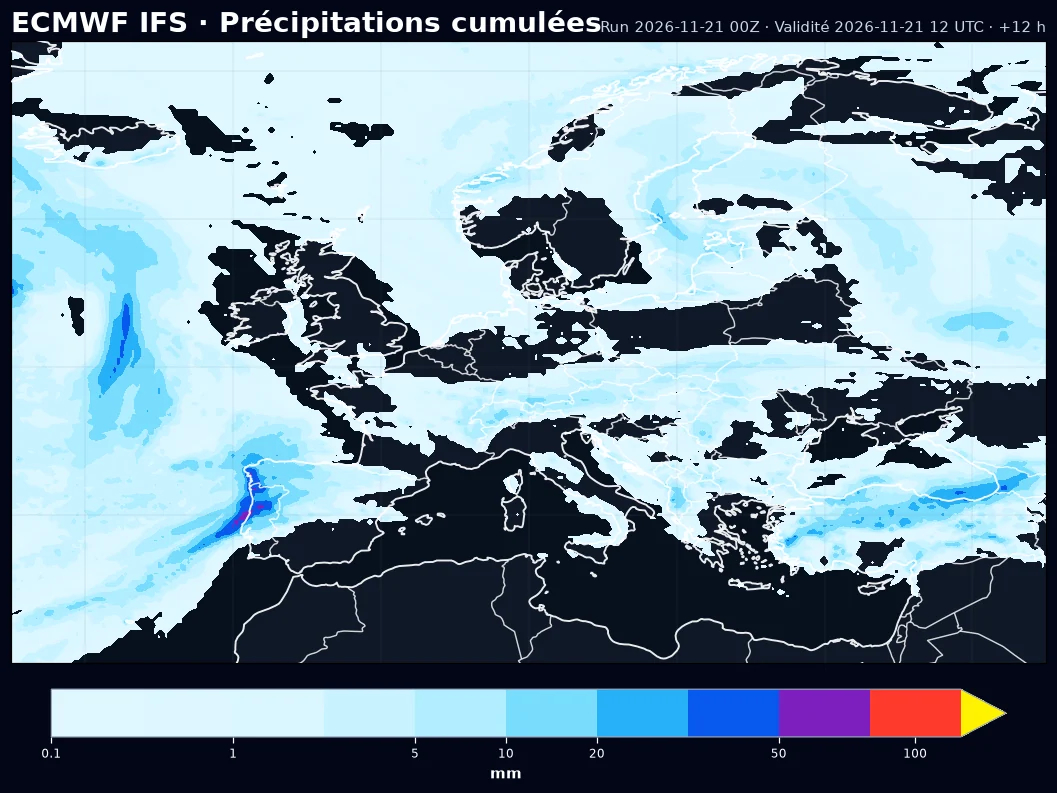 ECMWF IFS · Précipitations cumulées
Run 2026-11-21 00Z · Validité 2026-11-21 12 UTC · +12 h
0.1 1 5 10 20 50 100
mm